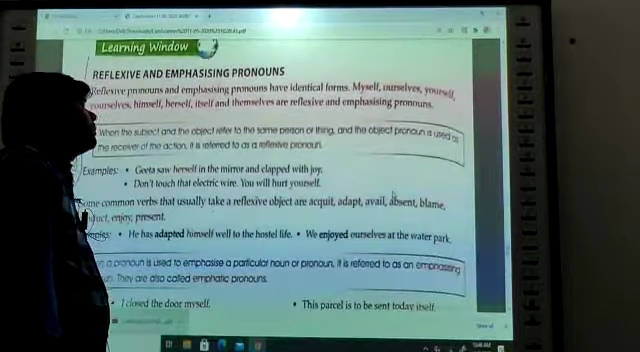 Learning Window
REFLEXIVE AND EMPHASISING PRONOUNS
Reflexive pronouns and emphasising pronouns have identical forms. Myself, ourselves, yourself,
yourselves, himself, herself, itself and themselves are reflexive and emphasising pronouns.
When the subject and the object refer to the same person or thing, and the object pronoun is used as
the receiver of the action, it is referred to as a reflexive pronoun.
Examples: • Geeta saw herself in the mirror and clapped with joy.
• Don't touch that electric wire. You will hurt yourself.
Some common verbs that usually take a reflexive object are acquit, adapt, avail, absent, blame,
enjoy, present.
• He has adapted himself well to the hostel life. • We enjoyed ourselves at the water park.
a pronoun is used to emphasise a particular noun or pronoun, it is referred to as an emphasising
They are also called emphatic pronouns.
• I closed the door myself. • This parcel is to be sent today itself.
Show all